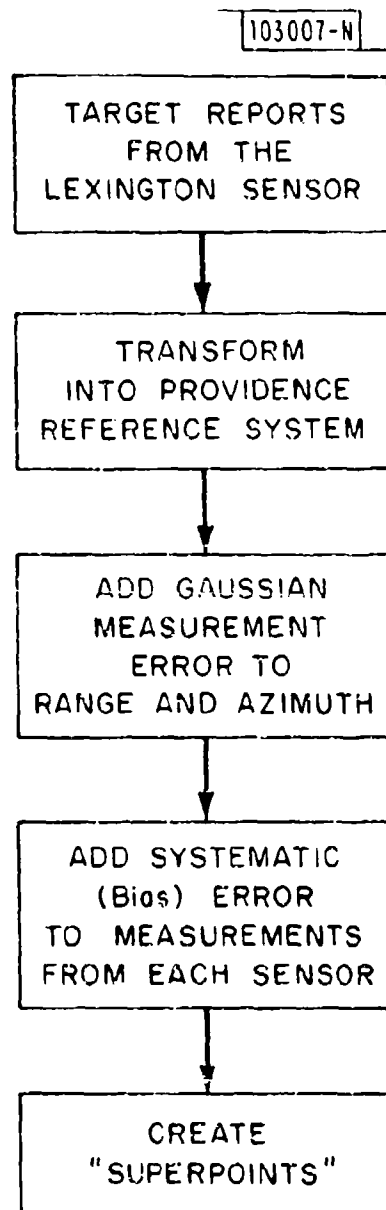 103007-N
TARGET REPORTS
FROM THE
LEXINGTON SENSOR
TRANSFORM
INTO PROVIDENCE
REFERENCE SYSTEM
ADD GAUSSIAN
MEASUREMENT
ERROR TO
RANGE AND AZIMUTH
ADD SYSTEMATIC
(Bias) ERROR
TO MEASUREMENTS
FROM EACH SENSOR
CREATE
"SUPERPOINTS"